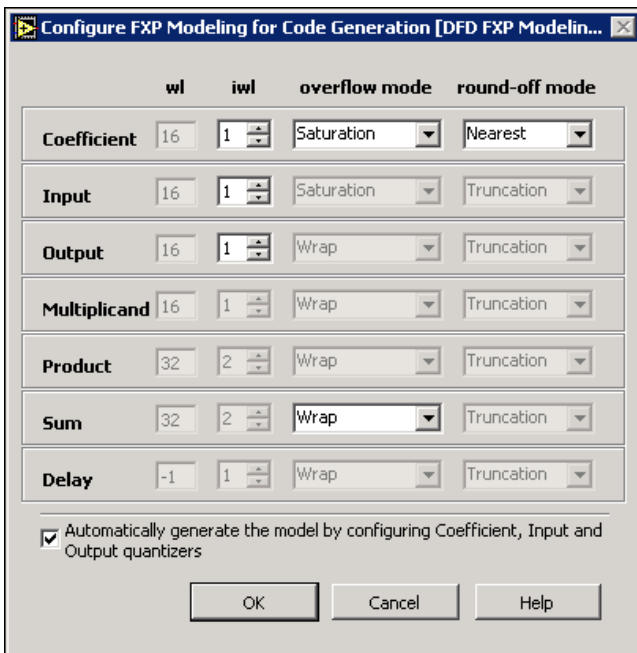 Configure FXP Modeling for Code Generation [DFD FXP Modelin...
wl iwl overflow mode round-off mode
Coefficient 16 1 Saturation Nearest
Input 16 1 Saturation Truncation
Output 16 1 Wrap Truncation
Multiplicand 16 1 Wrap Truncation
Product 32 2 Wrap Truncation
Sum 32 2 Wrap Truncation
Delay -1 1 Wrap Truncation
Automatically generate the model by configuring Coefficient, Input and
Output quantizers
OK Cancel Help